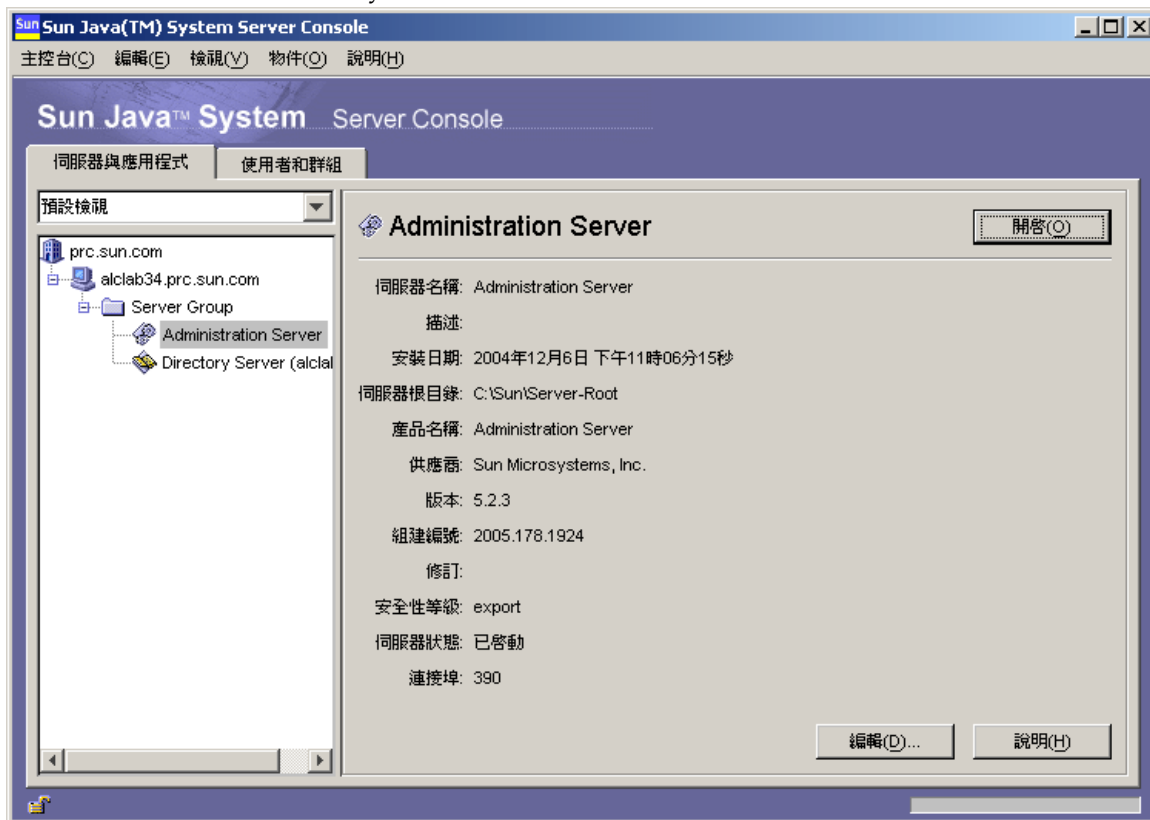 Sun Java(TM) System Server Console
主控台(C) 編輯(E) 檢視(V) 物件(O) 說明(H)
Sun Java™ System Server Console
伺服器與應用程式 使用者和群組
預設檢視
prc.sun.com
alclab34.prc.sun.com
Server Group
Administration Server
Directory Server (alclal
Administration Server 開啓(O)
伺服器名稱: Administration Server
描述:
安裝日期: 2004年12月6日 下午11時06分15秒
伺服器根目錄: C:\Sun\Server-Root
產品名稱: Administration Server
供應商: Sun Microsystems, Inc.
版本: 5.2.3
組建編號: 2005.178.1924
修訂:
安全性等級: export
伺服器狀態: 已啓動
連接埠: 390
編輯(D)... 說明(H)